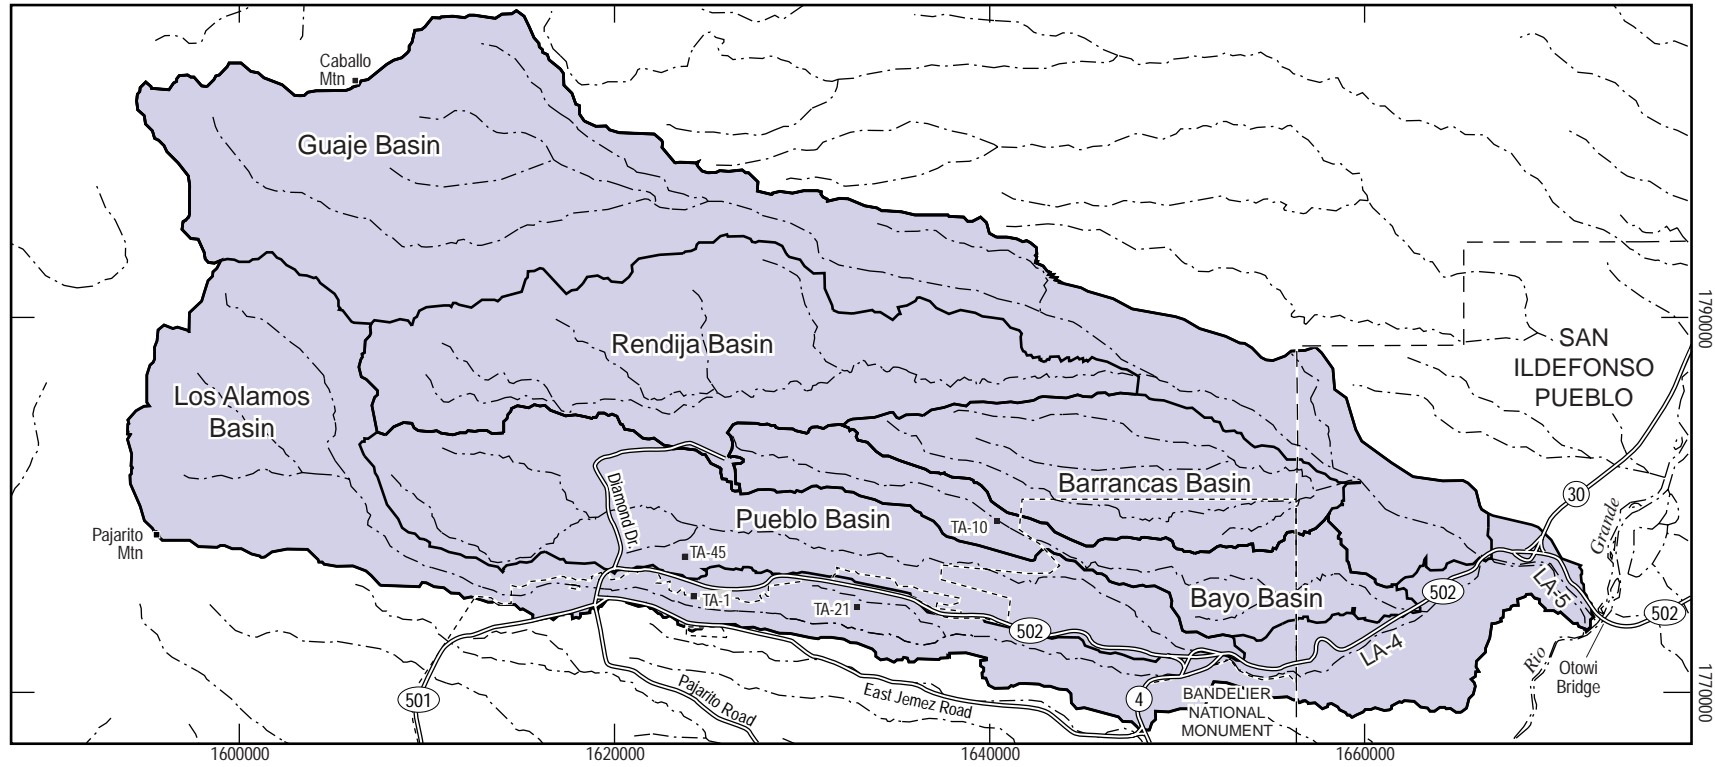 Caballo
Mtn
Guaje Basin
Rendija Basin
Los Alamos
Basin
SAN
ILDEFONSO
PUEBLO
1790000
Barrancas Basin
30
Diamond Dr.
Pueblo Basin
TA-10
Pajarito
Mtn
TA-45
Grande
TA-1
TA-21
Bayo Basin
502
LA-5
502
502
LA-4
Rio
Otowi
Bridge
501
Pajarito Road
East Jemez Road
4
BANDELIER
NATIONAL
MONUMENT
1770000
1600000
1620000
1640000
1660000